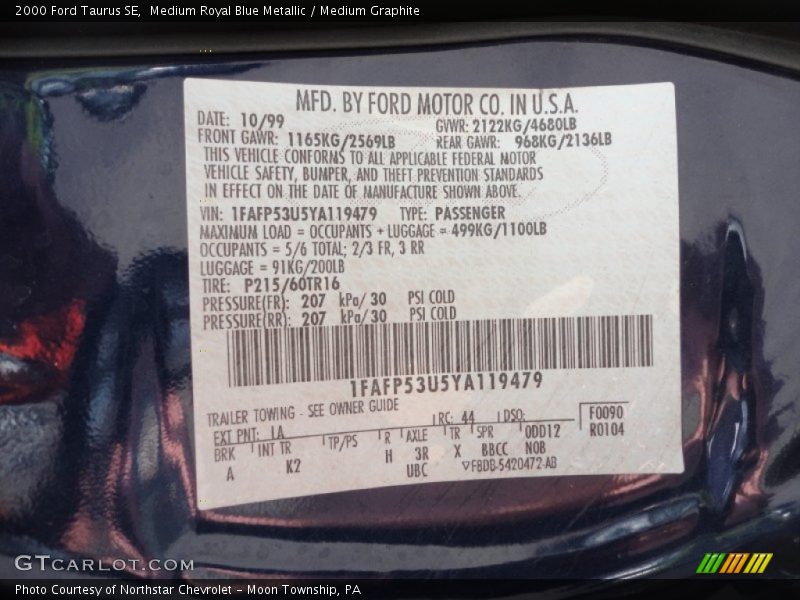 2000 Ford Taurus SE,  Medium Royal Blue Metallic / Medium Graphite
MFD. BY FORD MOTOR CO. IN U.S.A.
DATE: 10/99 GVWR: 2122KG/4680LB
FRONT GAWR: 1165KG/2569LB REAR GAWR: 968KG/2136LB
THIS VEHICLE CONFORMS TO ALL APPLICABLE FEDERAL MOTOR
VEHICLE SAFETY, BUMPER, AND THEFT PREVENTION STANDARDS
IN EFFECT ON THE DATE OF MANUFACTURE SHOWN ABOVE.
VIN: 1FAFP53U5YA119479 TYPE: PASSENGER
MAXIMUM LOAD = OCCUPANTS + LUGGAGE = 499KG/1100LB
OCCUPANTS = 5/6 TOTAL; 2/3 FR, 3 RR
LUGGAGE = 91KG/200LB
TIRE: P215/60TR16
PRESSURE(FR): 207 kPa/ 30 PSI COLD
PRESSURE(RR): 207 kPa/ 30 PSI COLD
1FAFP53U5YA119479
TRAILER TOWING - SEE OWNER GUIDE
EXT PNT: LA RC: 44 DSO: F0090
BRK INT TR TP/PS R AXLE TR SPR ODD12 R0104
A K2 H 3R X BBCC NOB
UBC ▽F8DB-5420472-AB
GTCARLOT.COM
Photo Courtesy of Northstar Chevrolet – Moon Township, PA